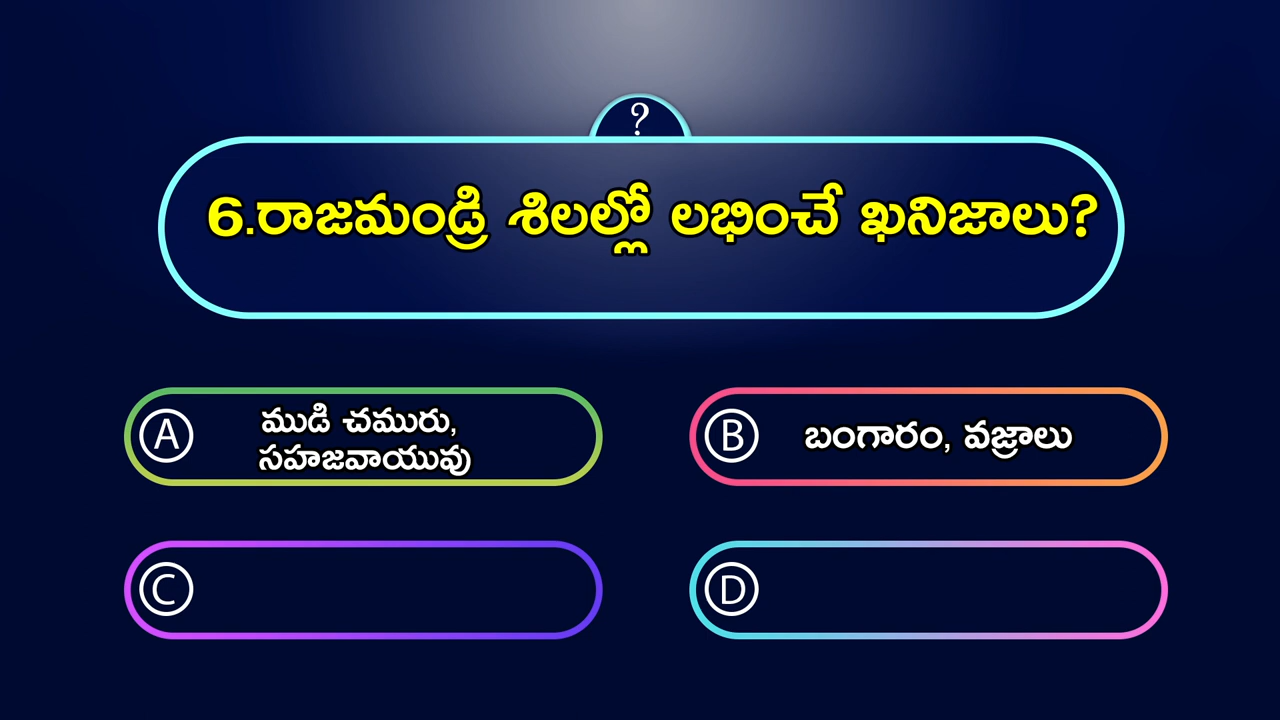 ?
6.రాజమండ్రి శిలల్లో లభించే ఖనిజాలు?
A ముడి చమురు,
సహజవాయువు
B బంగారం, వజ్రాలు
C
D